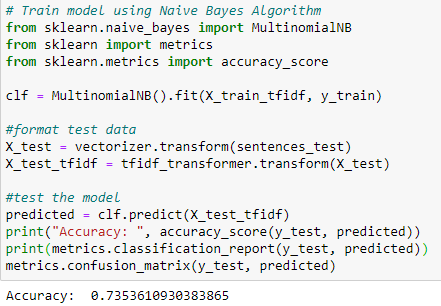 # Train model using Naive Bayes Algorithm
from sklearn.naive_bayes import MultinomialNB
from sklearn import metrics
from sklearn.metrics import accuracy_score
clf = MultinomialNB().fit(X_train_tfidf, y_train)
#format test data
X_test = vectorizer.transform(sentences_test)
X_test_tfidf = tfidf_transformer.transform(X_test)
#test the model
predicted = clf.predict(X_test_tfidf)
print("Accuracy: ", accuracy_score(y_test, predicted))
print(metrics.classification_report(y_test, predicted))
metrics.confusion_matrix(y_test, predicted)
Accuracy:  0.7353610930383865